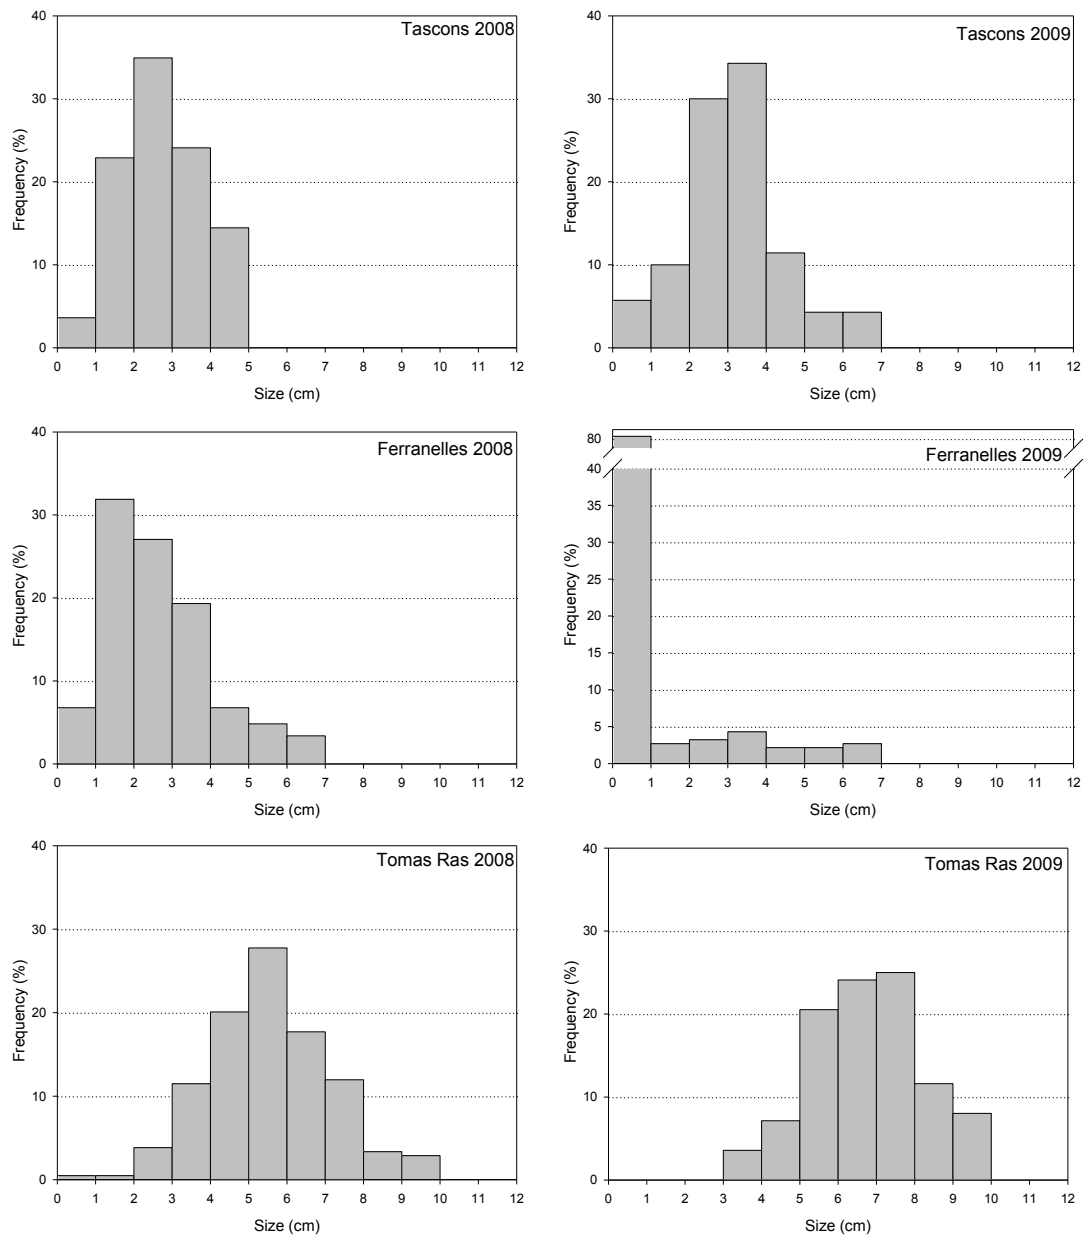 Tascons 2008
40
30
20
10
0
Frequency (%)
0 1 2 3 4 5 6 7 8 9 10 11 12
Size (cm)
Tascons 2009
40
30
20
10
0
Frequency (%)
0 1 2 3 4 5 6 7 8 9 10 11 12
Size (cm)
Ferranelles 2008
40
30
20
10
0
Frequency (%)
0 1 2 3 4 5 6 7 8 9 10 11 12
Size (cm)
Ferranelles 2009
80
40
35
30
25
20
15
10
5
0
Frequency (%)
0 1 2 3 4 5 6 7 8 9 10 11 12
Size (cm)
Tomas Ras 2008
40
30
20
10
0
Frequency (%)
0 1 2 3 4 5 6 7 8 9 10 11 12
Size (cm)
Tomas Ras 2009
40
30
20
10
0
Frequency (%)
0 1 2 3 4 5 6 7 8 9 10 11 12
Size (cm)